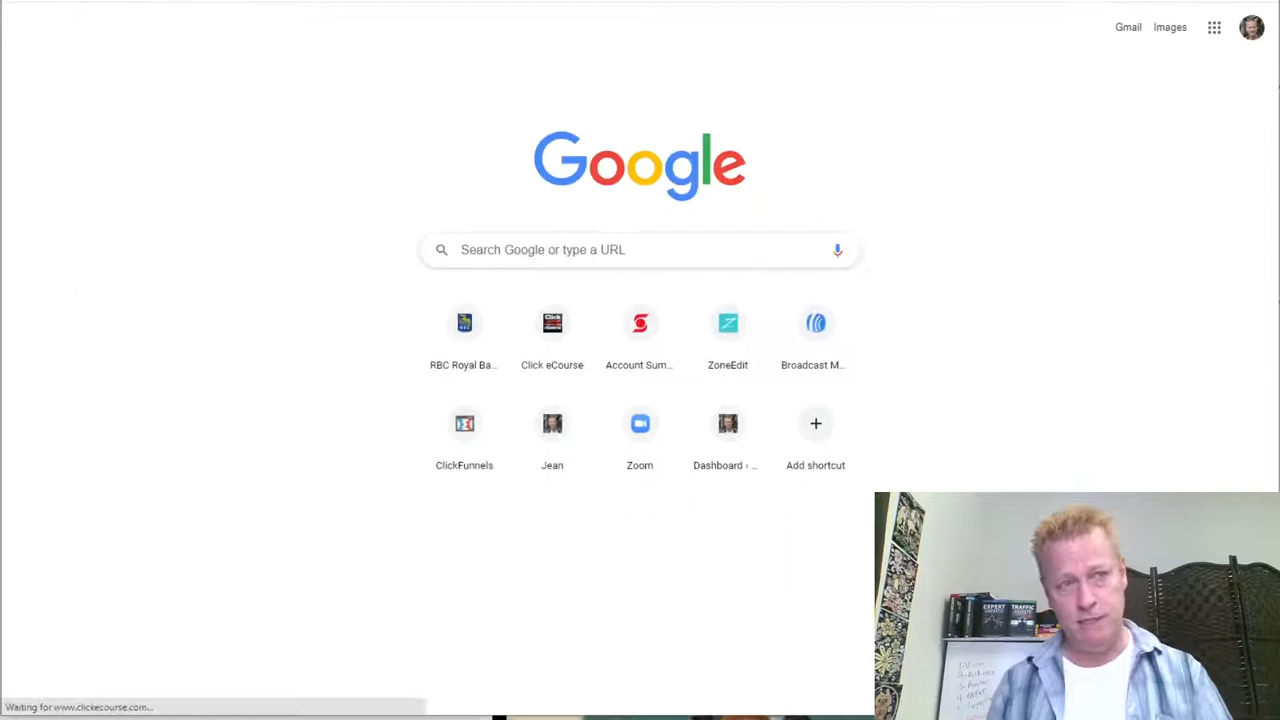 Gmail Images
Google
Search Google or type a URL
RBC Royal Ba...
Click eCourse
Account Sum...
ZoneEdit
Broadcast M...
ClickFunnels
Jean
Zoom
Dashboard ‹ ...
Add shortcut
EXPERT
TRAFFIC
Waiting for www.clickecourse.com...